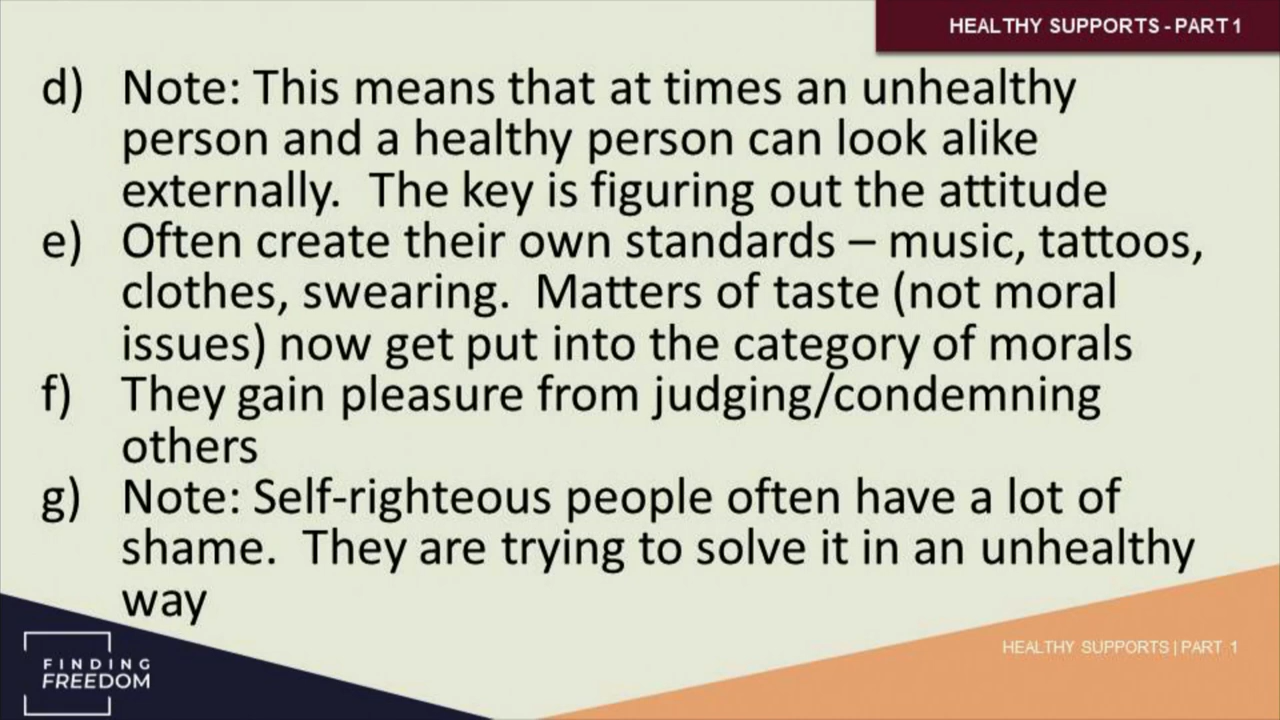 HEALTHY SUPPORTS - PART 1
d) Note: This means that at times an unhealthy
person and a healthy person can look alike
externally. The key is figuring out the attitude
e) Often create their own standards – music, tattoos,
clothes, swearing. Matters of taste (not moral
issues) now get put into the category of morals
f) They gain pleasure from judging/condemning
others
g) Note: Self-righteous people often have a lot of
shame. They are trying to solve it in an unhealthy
way
FINDING
FREEDOM
HEALTHY SUPPORTS | PART 1